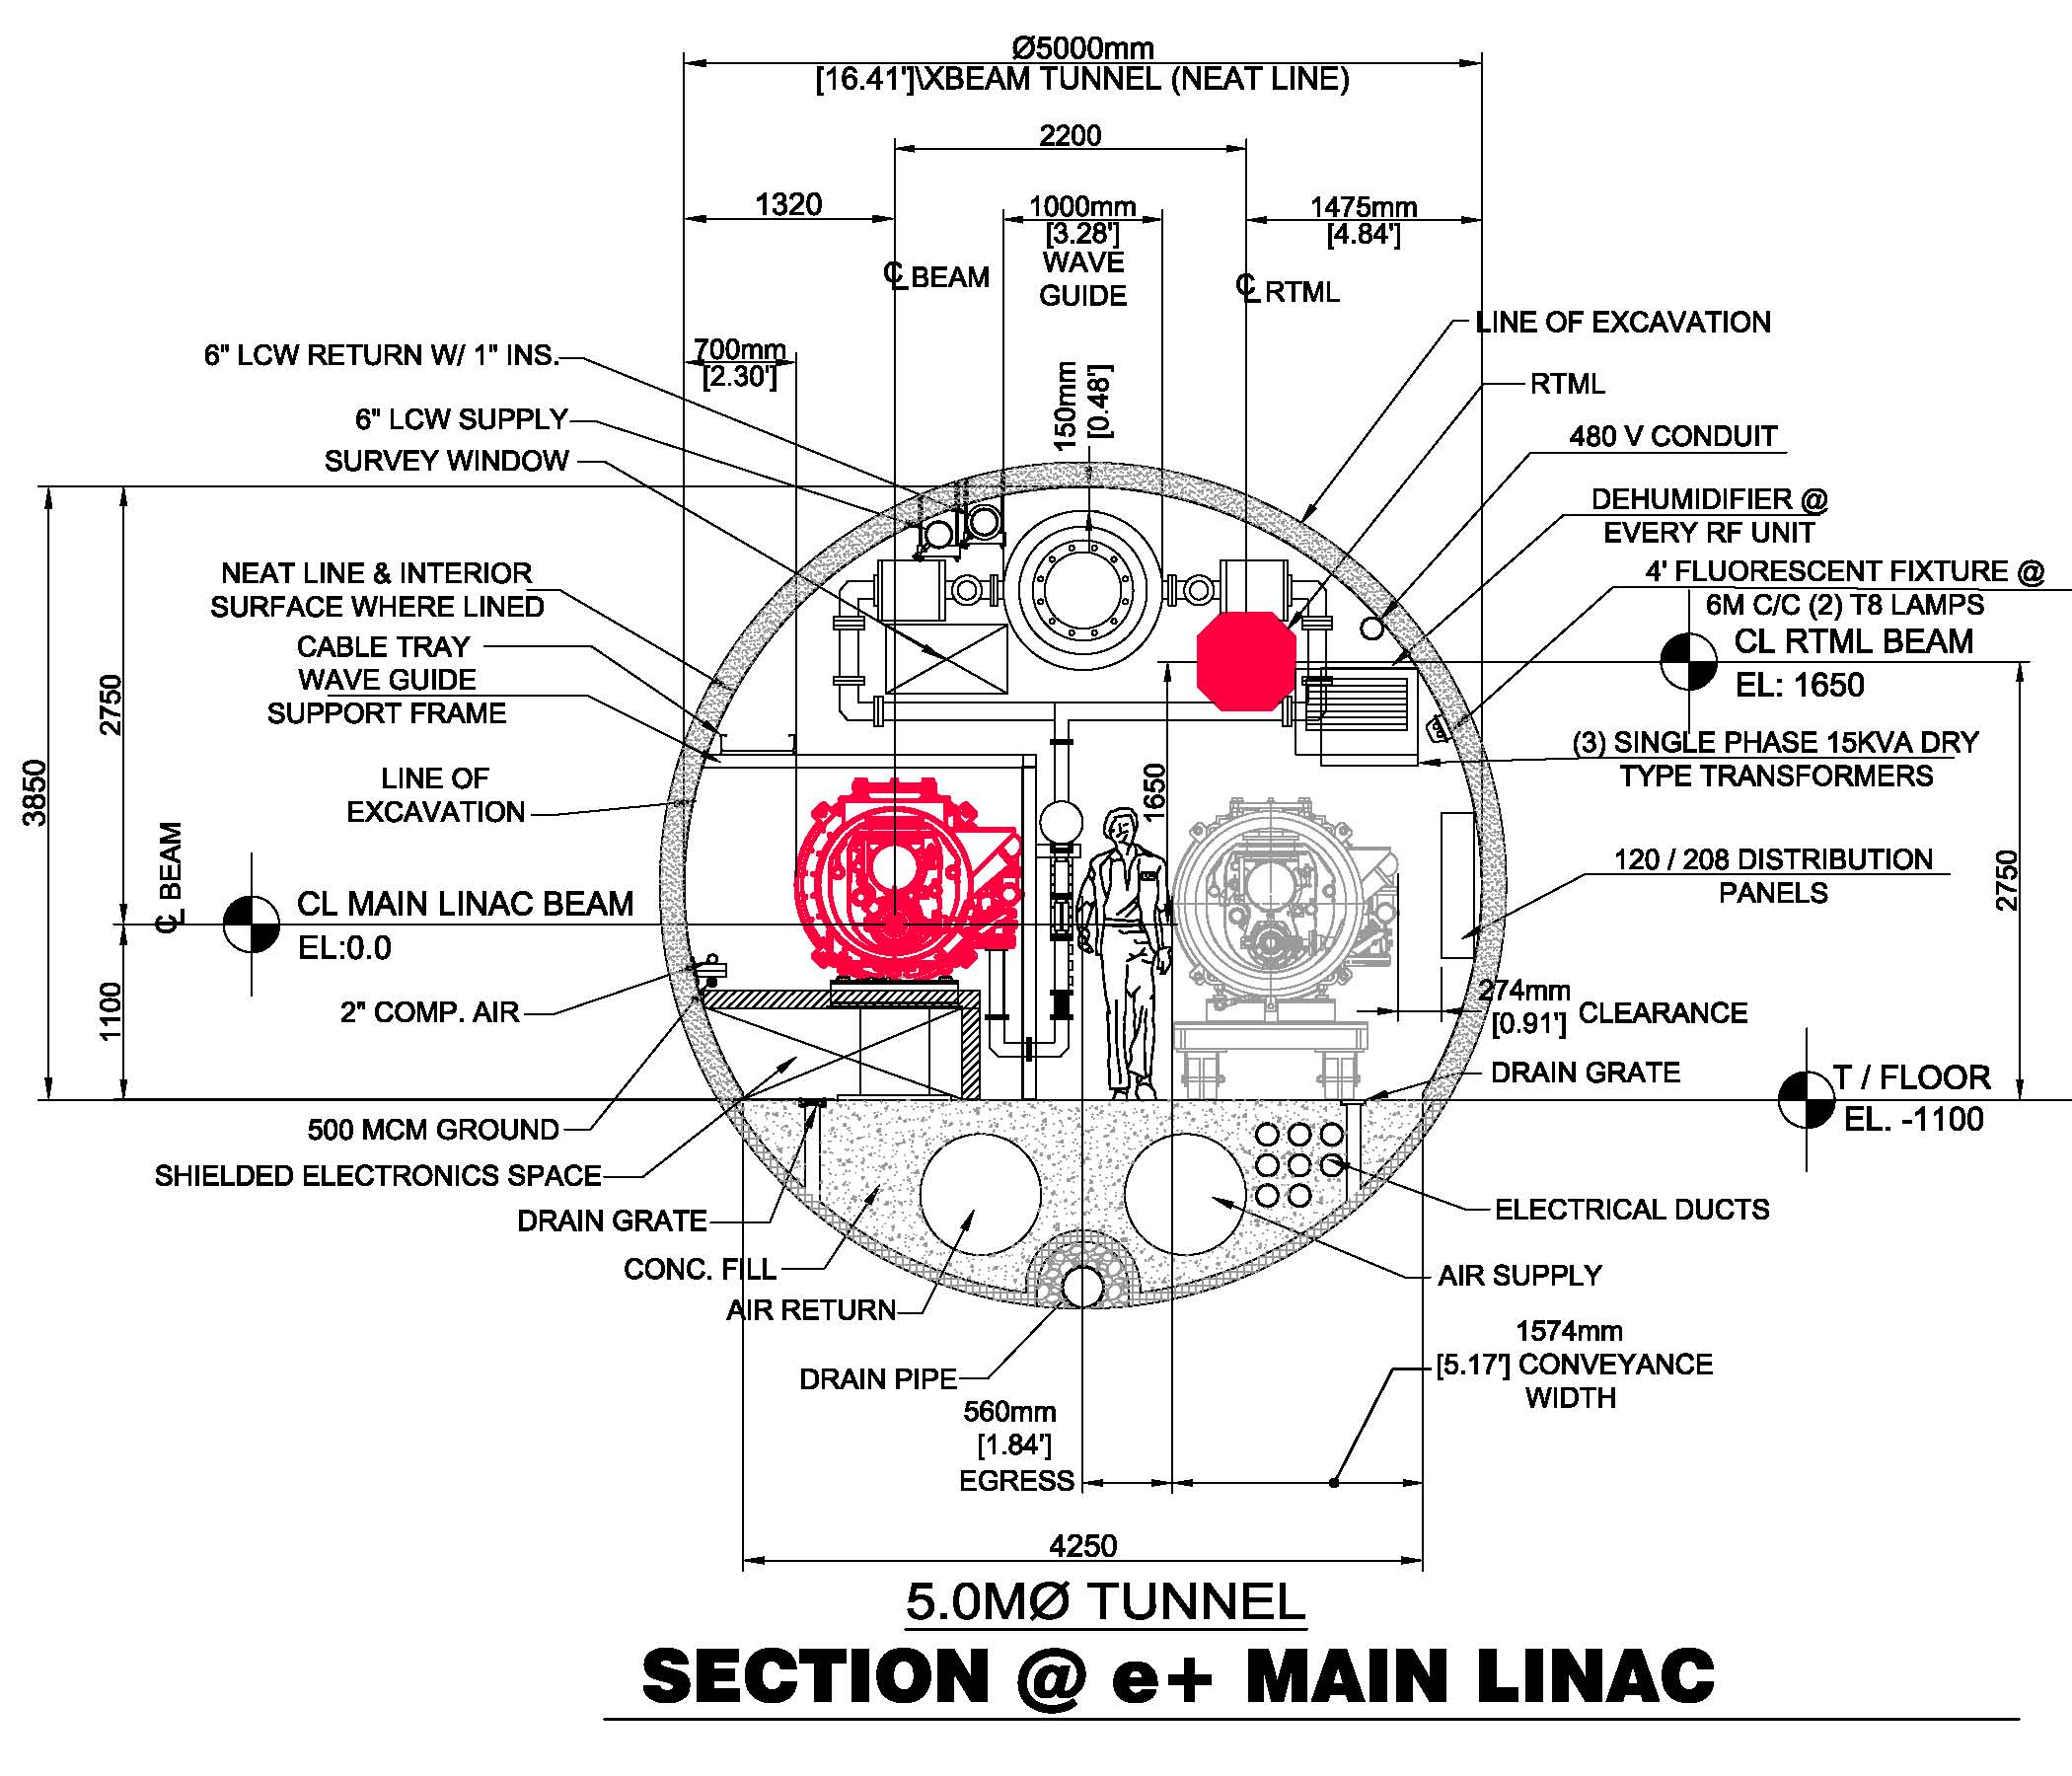 Ø5000mm
[16.41']\XBEAM TUNNEL (NEAT LINE)
2200
1320
1000mm
[3.28']
WAVE
GUIDE
1475mm
[4.84']
℄ BEAM
℄ RTML
LINE OF EXCAVATION
6" LCW RETURN W/ 1" INS.
700mm
[2.30']
150mm
[0.48']
RTML
6" LCW SUPPLY
480 V CONDUIT
SURVEY WINDOW
DEHUMIDIFIER @
EVERY RF UNIT
NEAT LINE & INTERIOR
SURFACE WHERE LINED
4' FLUORESCENT FIXTURE @
6M C/C (2) T8 LAMPS
CABLE TRAY
CL RTML BEAM
EL: 1650
WAVE GUIDE
SUPPORT FRAME
2750
3850
(3) SINGLE PHASE 15KVA DRY
TYPE TRANSFORMERS
LINE OF
EXCAVATION
1650
℄ BEAM
120 / 208 DISTRIBUTION
PANELS
2750
CL MAIN LINAC BEAM
EL:0.0
1100
2" COMP. AIR
274mm
[0.91'] CLEARANCE
DRAIN GRATE
T / FLOOR
EL. -1100
500 MCM GROUND
SHIELDED ELECTRONICS SPACE
DRAIN GRATE
ELECTRICAL DUCTS
CONC. FILL
AIR SUPPLY
AIR RETURN
1574mm
[5.17'] CONVEYANCE
WIDTH
DRAIN PIPE
560mm
[1.84']
EGRESS
4250
5.0MØ TUNNEL
SECTION @ e+ MAIN LINAC